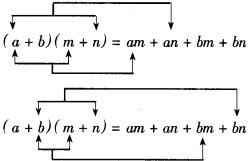 (a + b)(m + n) = am + an + bm + bn
(a + b)(m + n) = am + an + bm + bn